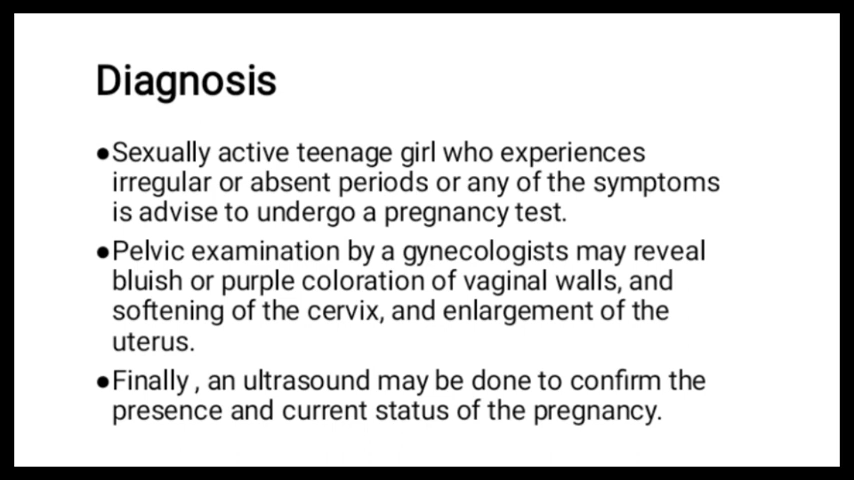 Diagnosis
●Sexually active teenage girl who experiences
irregular or absent periods or any of the symptoms
is advise to undergo a pregnancy test.
●Pelvic examination by a gynecologists may reveal
bluish or purple coloration of vaginal walls, and
softening of the cervix, and enlargement of the
uterus.
●Finally , an ultrasound may be done to confirm the
presence and current status of the pregnancy.